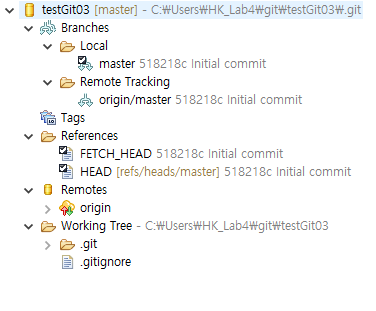 testGit03 [master] - C:₩Users₩HK_Lab4₩git₩testGit03₩.git
Branches
Local
master 518218c Initial commit
Remote Tracking
origin/master 518218c Initial commit
Tags
References
FETCH_HEAD 518218c Initial commit
HEAD [refs/heads/master] 518218c Initial commit
Remotes
origin
Working Tree - C:₩Users₩HK_Lab4₩git₩testGit03
.git
.gitignore